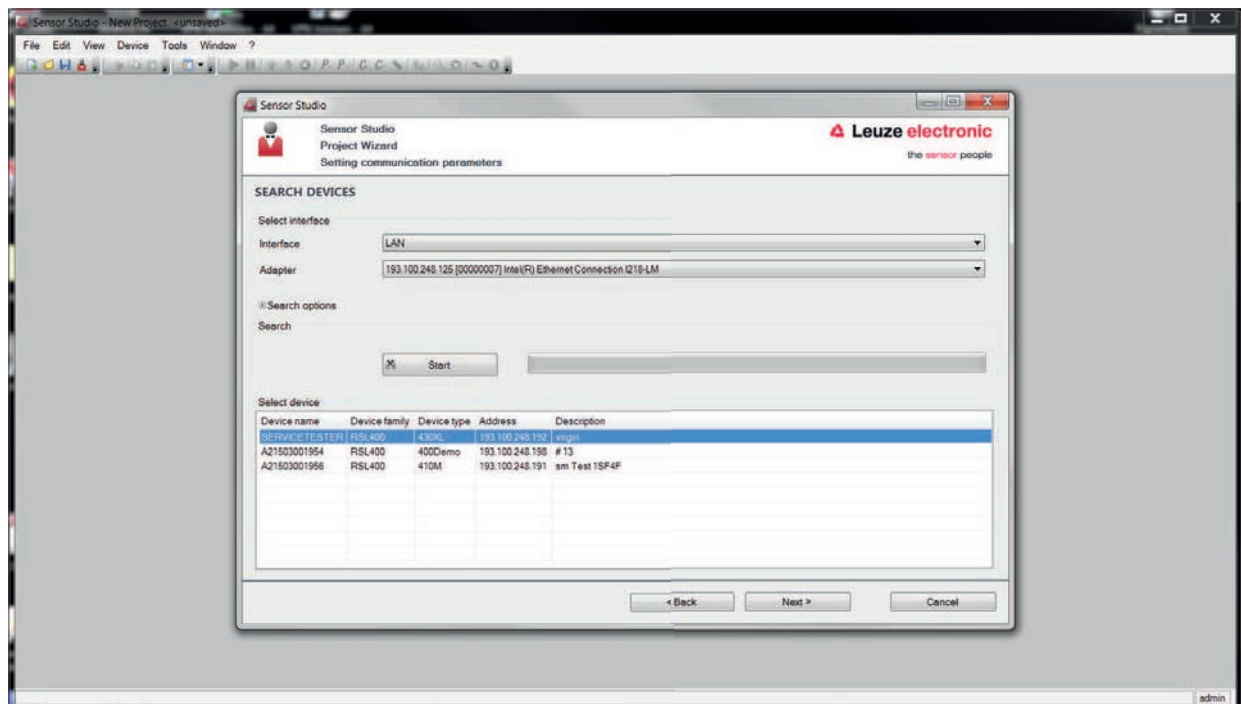 Sensor Studio - New Project <unsaved>
File Edit View Device Tools Window ?
Sensor Studio
Sensor Studio
Project Wizard
Setting communication parameters
Leuze electronic
the sensor people
SEARCH DEVICES
Select interface
Interface LAN
Adapter 193.100.248.125 [00000007] Intel(R) Ethernet Connection I218-LM
Search options
Search
Start
Select device
Device name Device family Device type Address Description
SERVICETESTER RSL400 430XL 193.100.248.192 virgin
A21503001954 RSL400 400Demo 193.100.248.198 # 13
A21503001956 RSL400 410M 193.100.248.191 sm Test 1SF4F
< Back Next > Cancel
admin